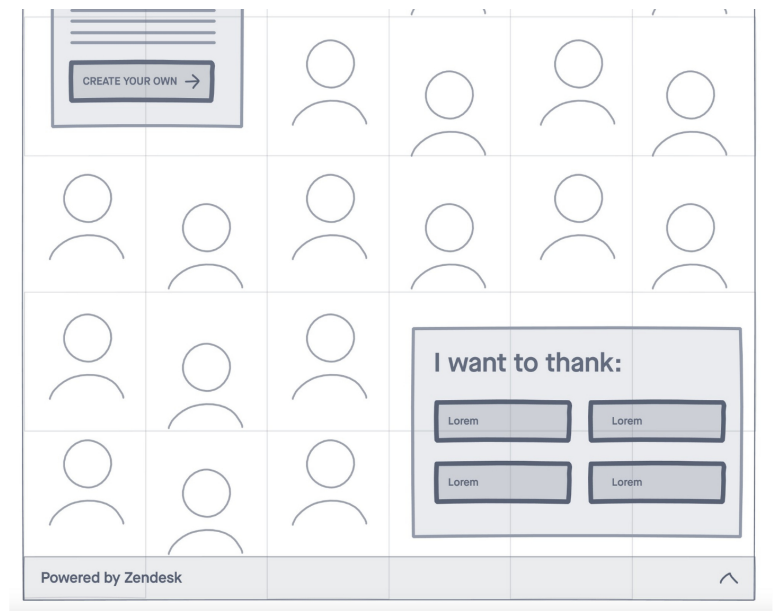 CREATE YOUR OWN →
I want to thank:
Lorem Lorem
Lorem Lorem
Powered by Zendesk